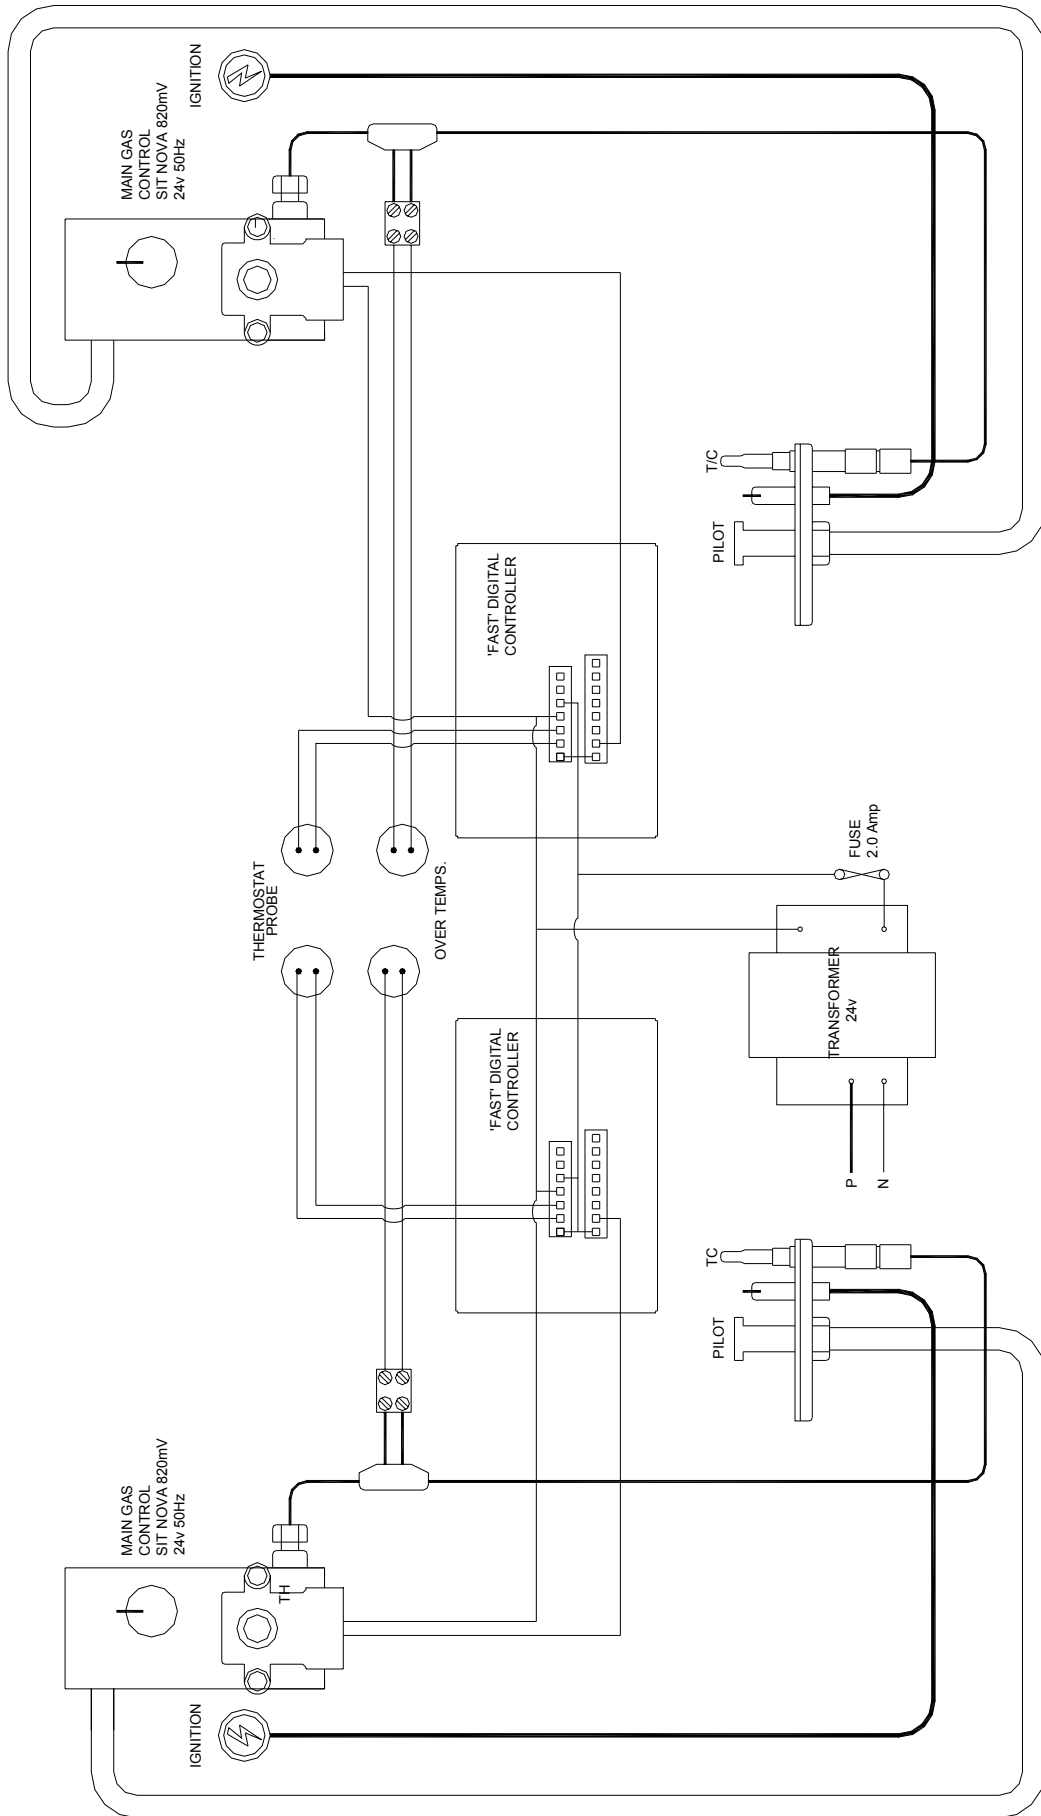 IGNITION
MAIN GAS
CONTROL
SIT NOVA 820mV
24v 50Hz
TH
TC
PILOT
'FAST' DIGITAL
CONTROLLER
THERMOSTAT
PROBE
OVER TEMPS.
P
N
TRANSFORMER
24v
FUSE
2.0 Amp
'FAST' DIGITAL
CONTROLLER
T/C
PILOT
MAIN GAS
CONTROL
SIT NOVA 820mV
24v 50Hz
IGNITION